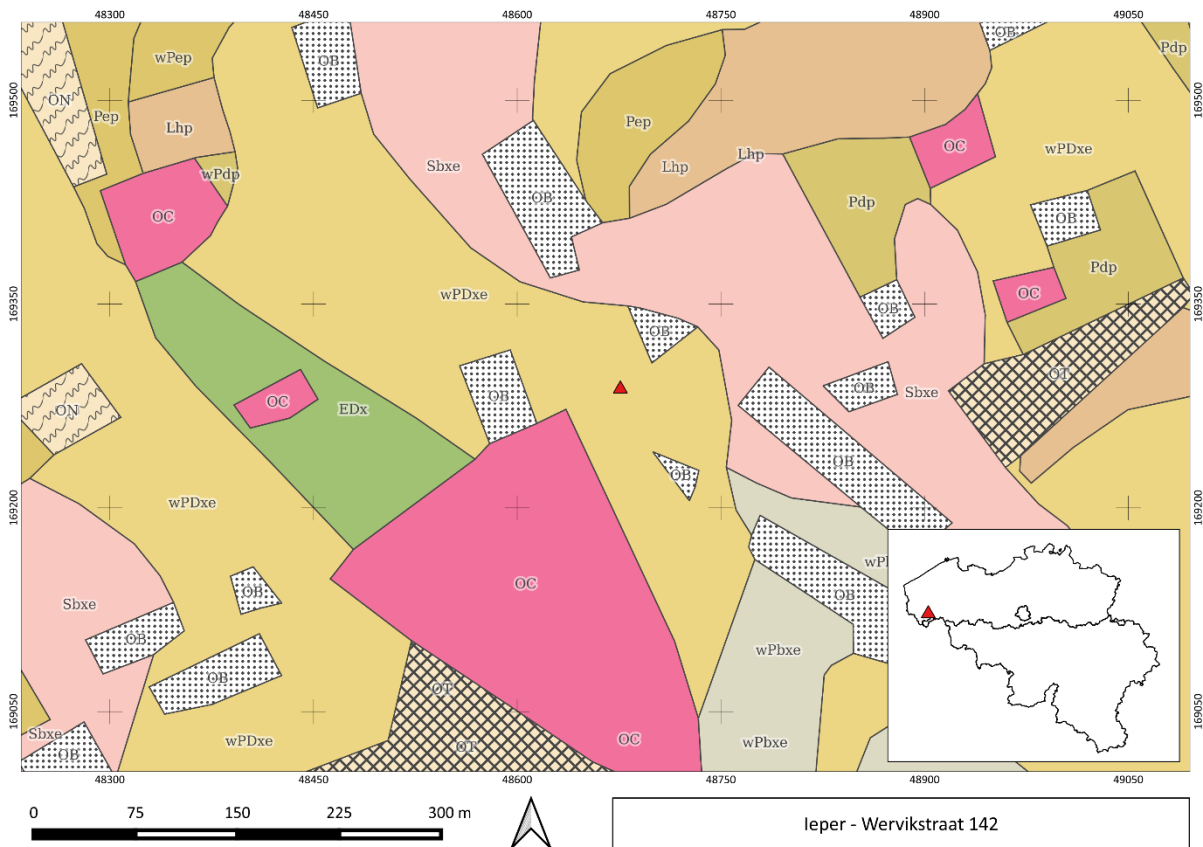 48300 48450 48600 48750 48900 49050
wPep OB OB Pdp
169500 ON Pep Lhp Pep OC wPDxe 169500
Sbxe Lhp Lhp
wPdp
OC OB Pdp OB
Pdp
169350 wPDxe OB OC 169350
OB
OT
OC EDx OB OB Sbxe
ON
OB OB
169200 wPDxe 169200
OB OC OB
Sbxe
OB wPbxe
OB
169050 OT 169050
Sbxe wPDxe OT OC wPbxe
OB
48300 48450 48600 48750 48900 49050
0 75 150 225 300 m
Ieper - Wervikstraat 142